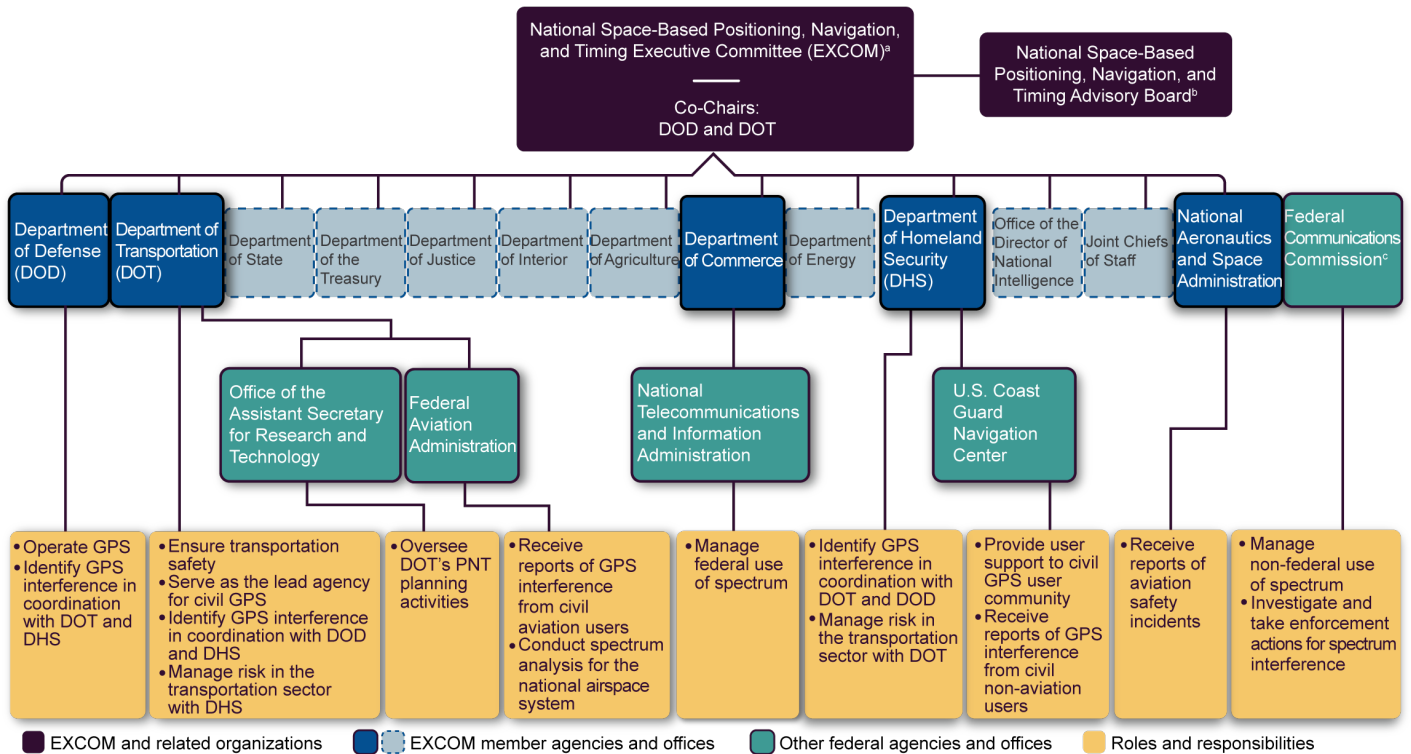 National Space-Based Positioning, Navigation,
and Timing Executive Committee (EXCOM)ᵃ
Co-Chairs:
DOD and DOT
National Space-Based
Positioning, Navigation, and
Timing Advisory Boardᵇ
Department
of Defense
(DOD)
Department of
Transportation
(DOT)
Department
of State
Department
of the
Treasury
Department
of Justice
Department
of Interior
Department
of Agriculture
Department
of Commerce
Department
of Energy
Department
of Homeland
Security
(DHS)
Office of the
Director of
National
Intelligence
Joint Chiefs
of Staff
National
Aeronautics
and Space
Administration
Federal
Communications
Commissionᶜ
Office of the
Assistant Secretary
for Research and
Technology
Federal
Aviation
Administration
National
Telecommunications
and Information
Administration
U.S. Coast
Guard
Navigation
Center
• Operate GPS
• Identify GPS
interference in
coordination
with DOT and
DHS
• Ensure transportation
safety
• Serve as the lead agency
for civil GPS
• Identify GPS interference
in coordination with DOD
and DHS
• Manage risk in the
transportation sector
with DHS
• Oversee
DOT's PNT
planning
activities
• Receive
reports of GPS
interference
from civil
aviation users
• Conduct spectrum
analysis for the
national airspace
system
• Manage
federal use
of spectrum
• Identify GPS
interference in
coordination with
DOT and DOD
• Manage risk in
the transportation
sector with DOT
• Provide user
support to civil
GPS user
community
• Receive
reports of GPS
interference
from civil
non-aviation
users
• Receive
reports of
aviation
safety
incidents
• Manage
non-federal use
of spectrum
• Investigate and
take enforcement
actions for spectrum
interference
EXCOM and related organizations
EXCOM member agencies and offices
Other federal agencies and offices
Roles and responsibilities